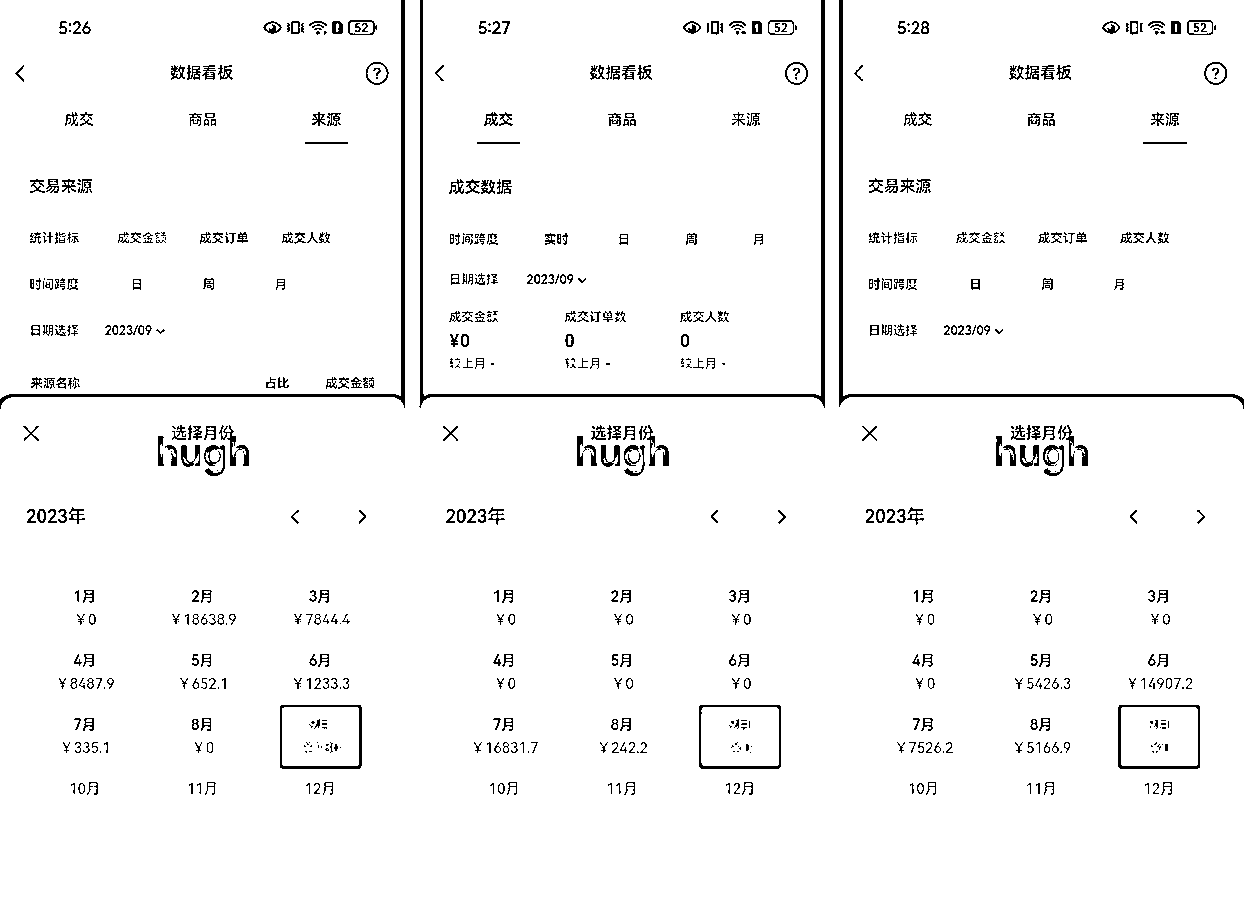 5:26
52
数据看板
?
成交 商品 来源
交易来源
统计指标 成交金额 成交订单 成交人数
时间跨度 日 周 月
日期选择 2023/09
来源名称 占比 成交金额
选择月份
hugh
2023年
1月 2月 3月
¥0 ¥18638.9 ¥7844.4
4月 5月 6月
¥8487.9 ¥652.1 ¥1233.3
7月 8月
¥335.1 ¥0
10月 11月 12月
5:27
52
数据看板
?
成交 商品 来源
成交数据
时间跨度 实时 日 周 月
日期选择 2023/09
成交金额 成交订单数 成交人数
¥0 0 0
较上月 - 较上月 - 较上月 -
选择月份
hugh
2023年
1月 2月 3月
¥0 ¥0 ¥0
4月 5月 6月
¥0 ¥0 ¥0
7月 8月
¥16831.7 ¥242.2
10月 11月 12月
5:28
52
数据看板
?
成交 商品 来源
交易来源
统计指标 成交金额 成交订单 成交人数
时间跨度 日 周 月
日期选择 2023/09
选择月份
hugh
2023年
1月 2月 3月
¥0 ¥0 ¥0
4月 5月 6月
¥0 ¥5426.3 ¥14907.2
7月 8月
¥7526.2 ¥5166.9
10月 11月 12月